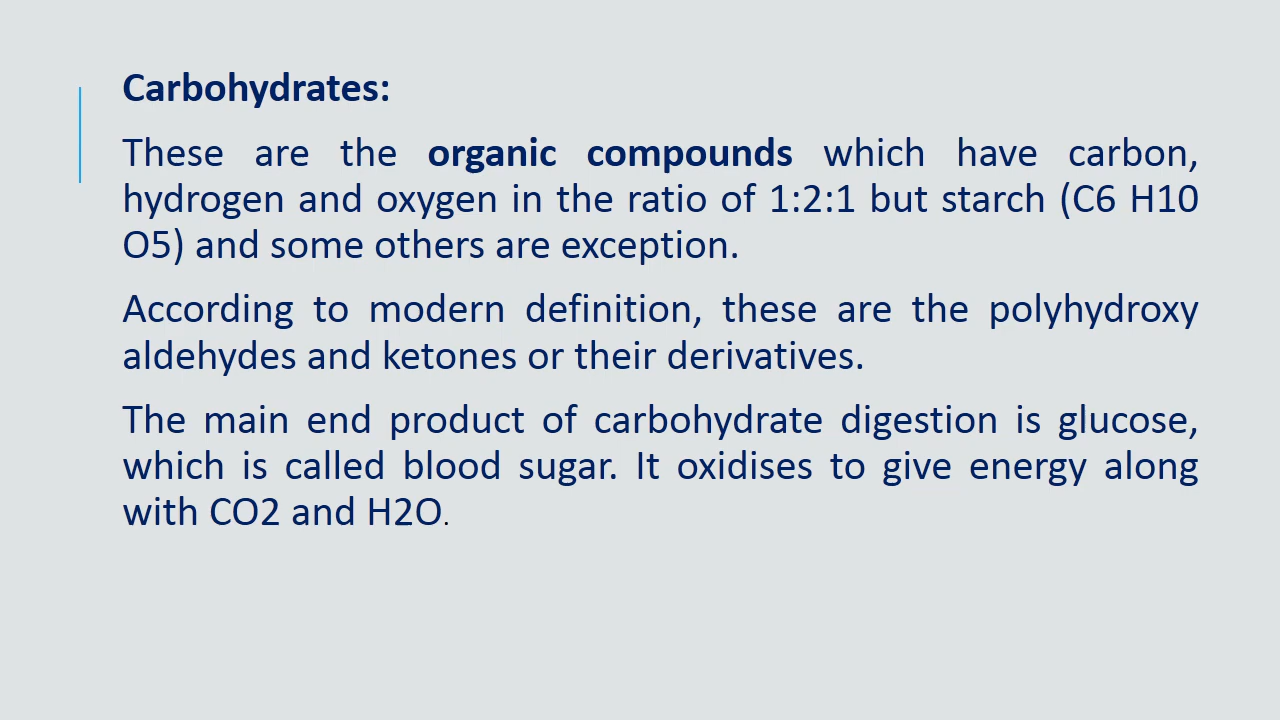 Carbohydrates:
These are the organic compounds which have carbon,
hydrogen and oxygen in the ratio of 1:2:1 but starch (C6 H10
O5) and some others are exception.
According to modern definition, these are the polyhydroxy
aldehydes and ketones or their derivatives.
The main end product of carbohydrate digestion is glucose,
which is called blood sugar. It oxidises to give energy along
with CO2 and H2O.